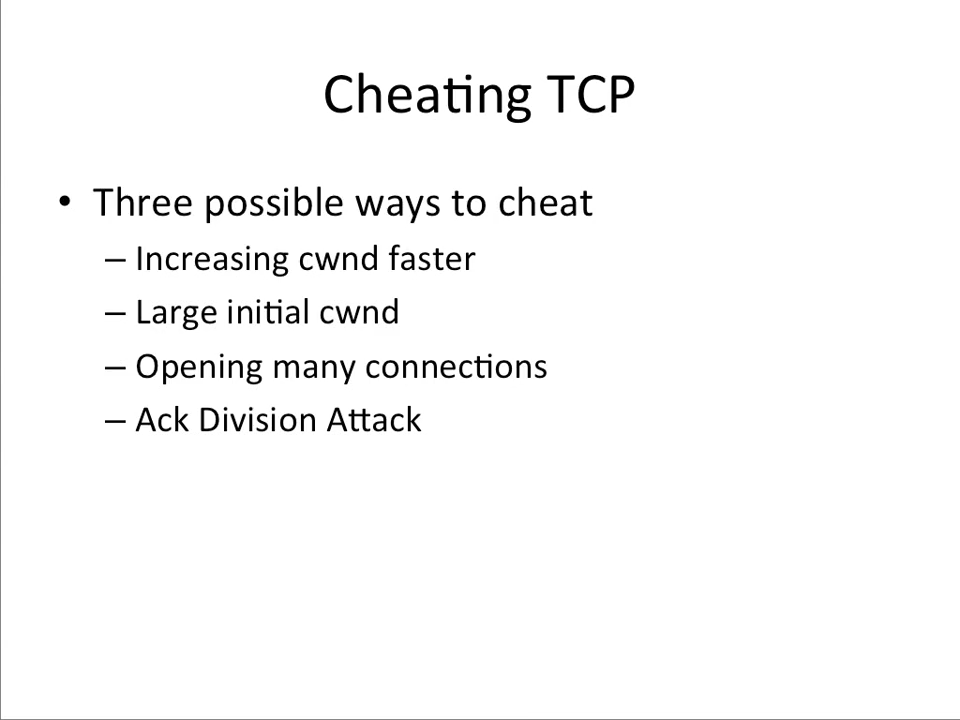 Cheating TCP
• Three possible ways to cheat
– Increasing cwnd faster
– Large initial cwnd
– Opening many connections
– Ack Division Attack